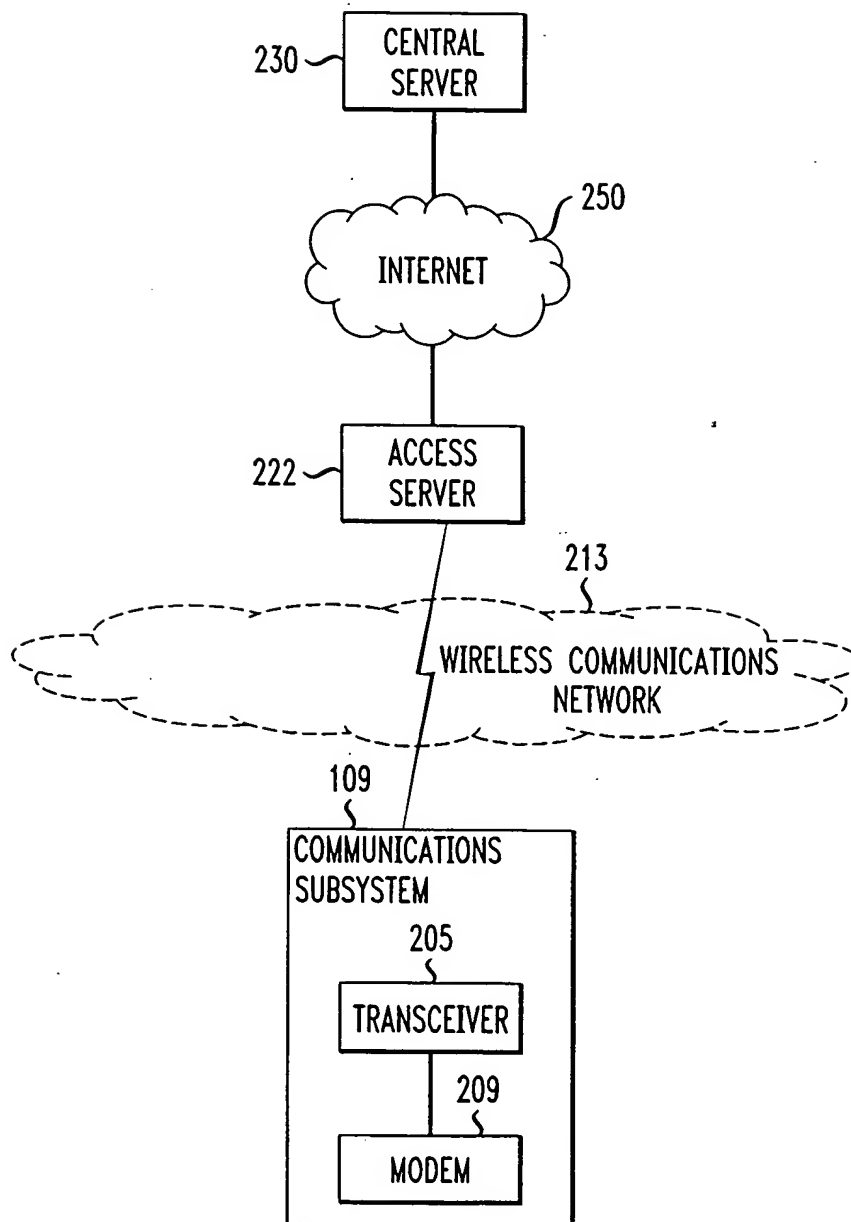 CENTRAL
SERVER
230
250
INTERNET
ACCESS
SERVER
222
213
WIRELESS COMMUNICATIONS
NETWORK
109
COMMUNICATIONS
SUBSYSTEM
205
TRANSCEIVER
209
MODEM